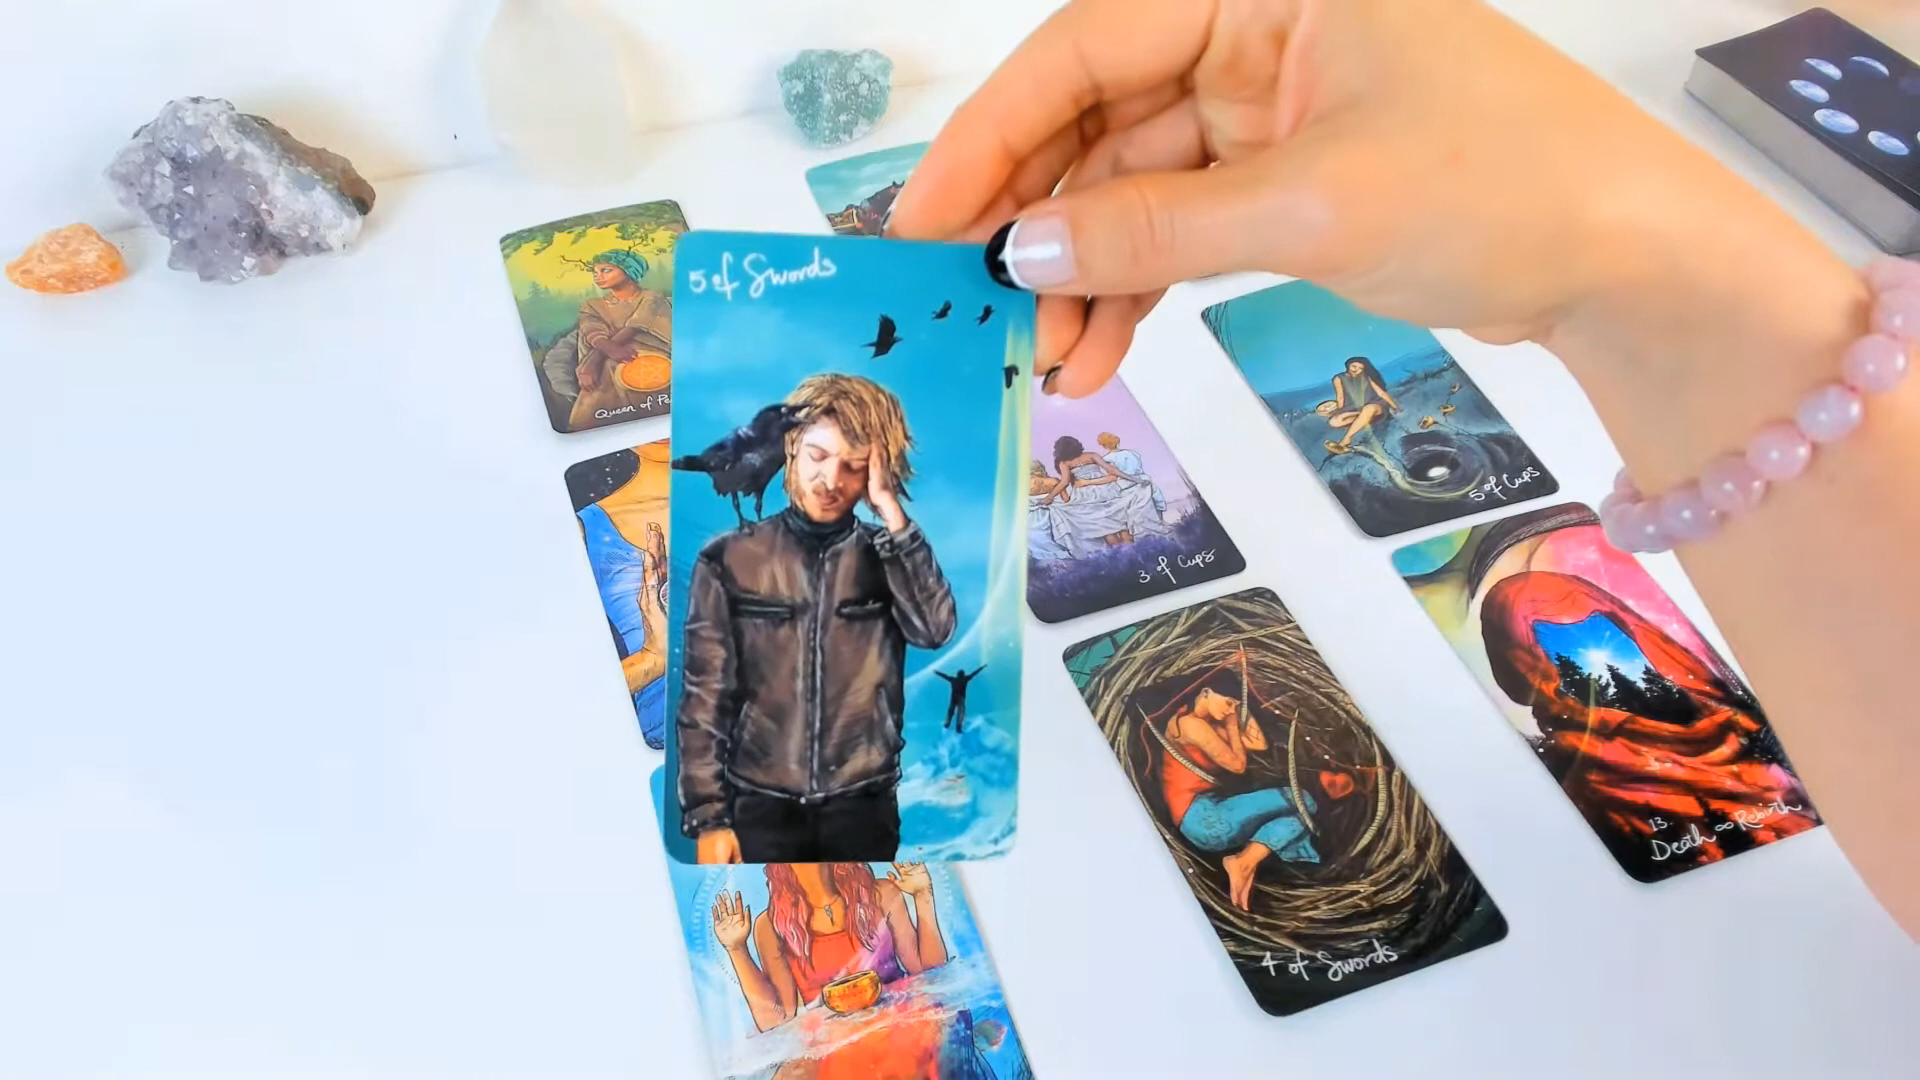 5 of Swords
Queen of Pe
3 of Cups
5 of Cups
4 of Swords
13.
Death ∞ Rebirth